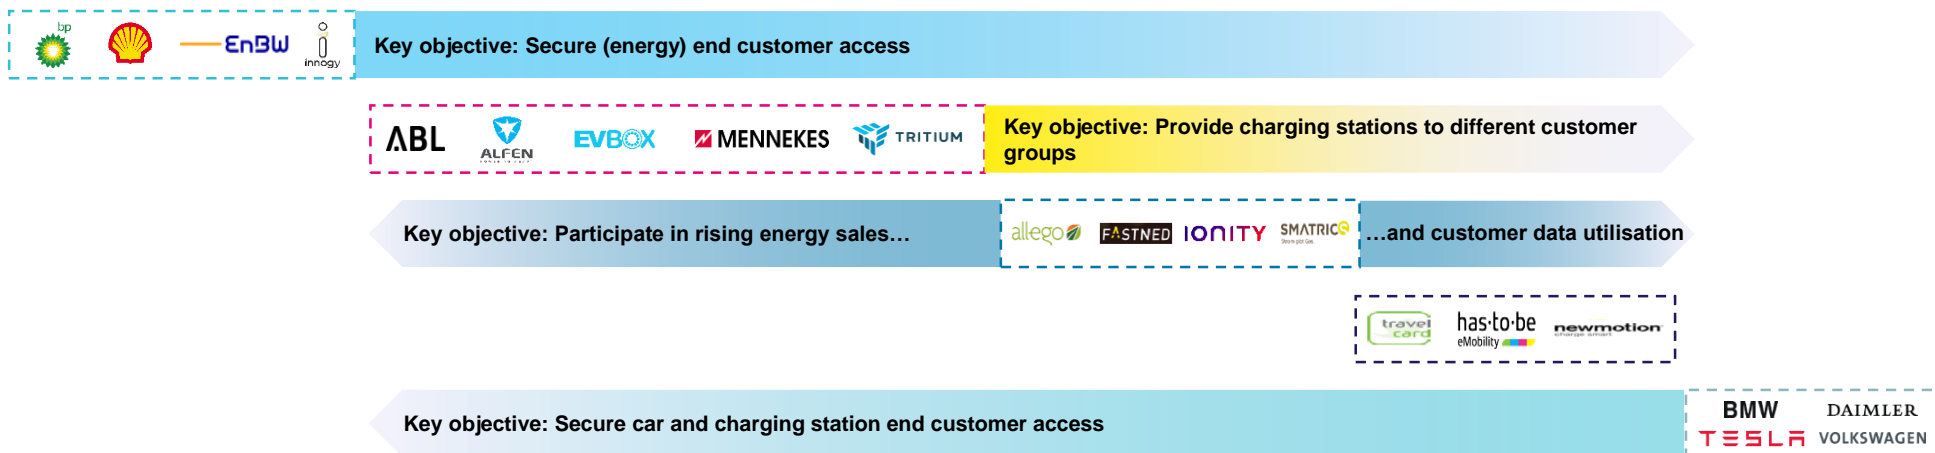 bp
EnBW
innogy
Key objective: Secure (energy) end customer access
ABL
ALFEN
EVBOX
MENNEKES
TRITIUM
Key objective: Provide charging stations to different customer
groups
Key objective: Participate in rising energy sales…
allego
FASTNED
IONITY
SMATRICS
…and customer data utilisation
travel
card
has·to·be
eMobility
newmotion
charge smart
Key objective: Secure car and charging station end customer access
BMW
DAIMLER
TESLA
VOLKSWAGEN